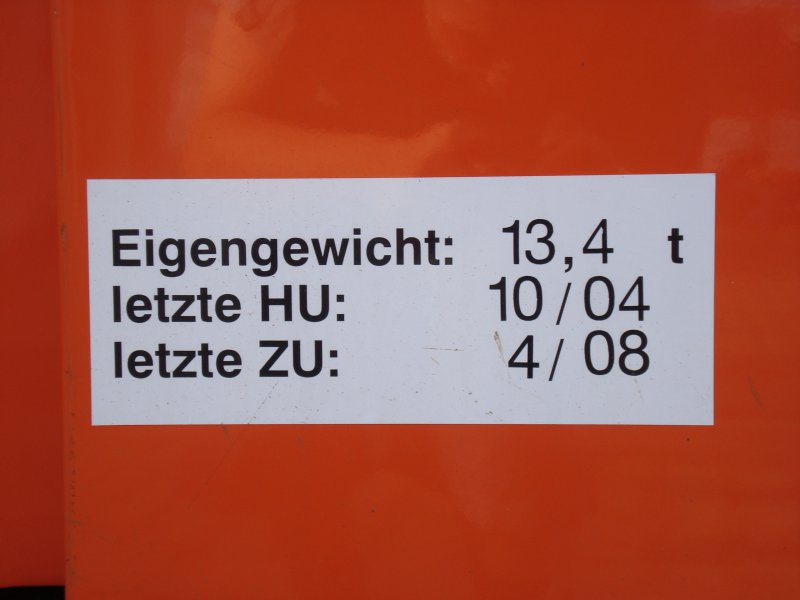 Eigengewicht: 13,4 t
letzte HU: 10/04
letzte ZU: 4/08